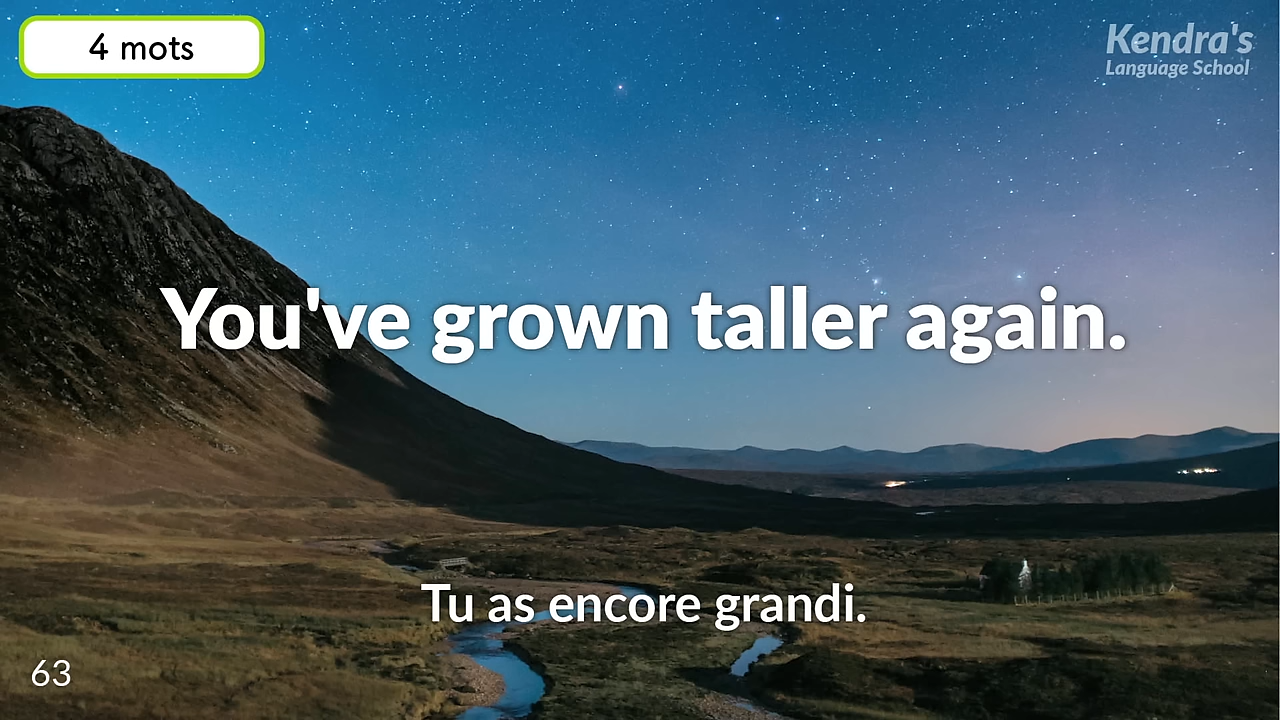 4 mots
Kendra's
Language School
You've grown taller again.
Tu as encore grandi.
63